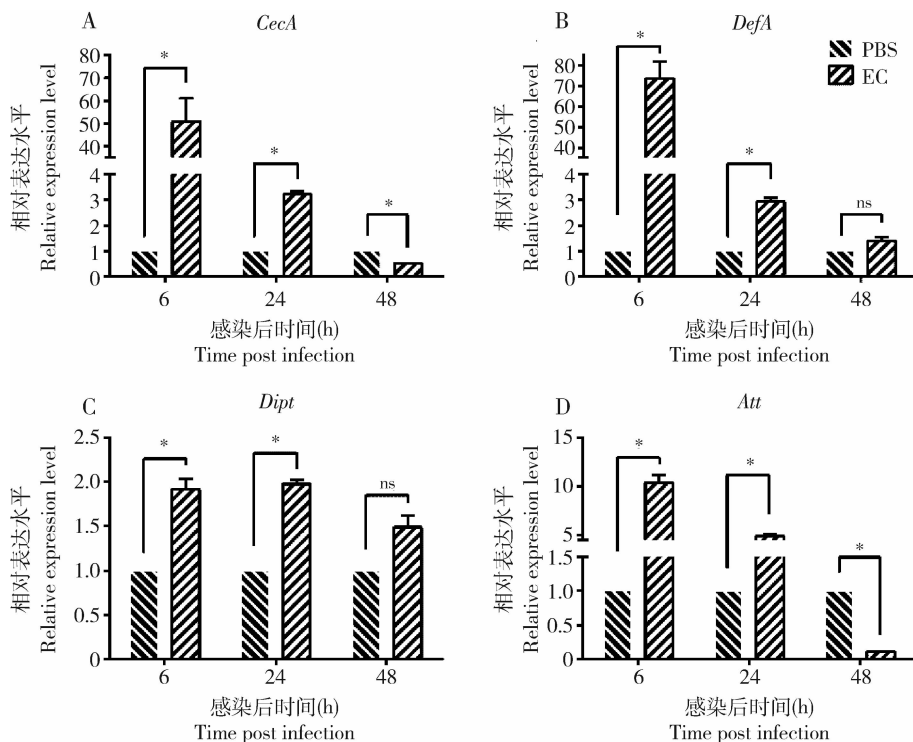 A
CecA
相对表达水平
Relative expression level
80
70
60
50
40
4
3
2
1
0
*
*
*
6
24
48
感染后时间(h)
Time post infection
B
DefA
PBS
EC
相对表达水平
Relative expression level
80
70
60
50
40
4
3
2
1
0
*
*
ns
6
24
48
感染后时间(h)
Time post infection
C
Dipt
相对表达水平
Relative expression level
2.5
2.0
1.5
1.0
0.5
0
*
*
ns
6
24
48
感染后时间(h)
Time post infection
D
Att
相对表达水平
Relative expression level
15
10
5
1.5
1.0
0.5
0
*
*
*
6
24
48
感染后时间(h)
Time post infection